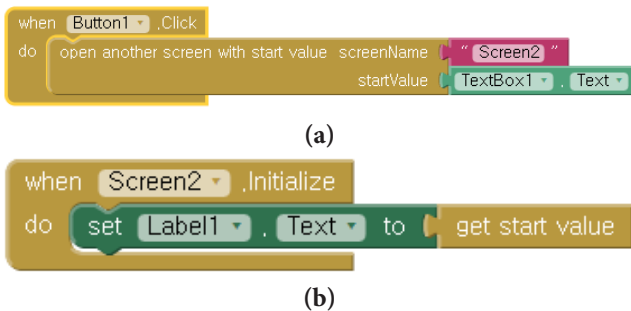 when Button1 .Click
do open another screen with start value screenName " Screen2 "
startValue TextBox1 . Text
(a)
when Screen2 .Initialize
do set Label1 . Text to get start value
(b)